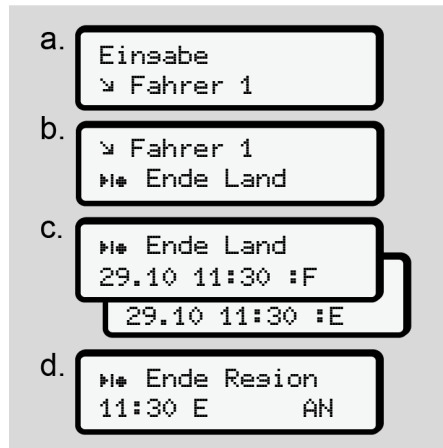 a.
Eingabe
Fahrer 1
b.
Fahrer 1
Ende Land
c.
Ende Land
29.10 11:30 :F
29.10 11:30 :E
d.
Ende Region
11:30 E AN